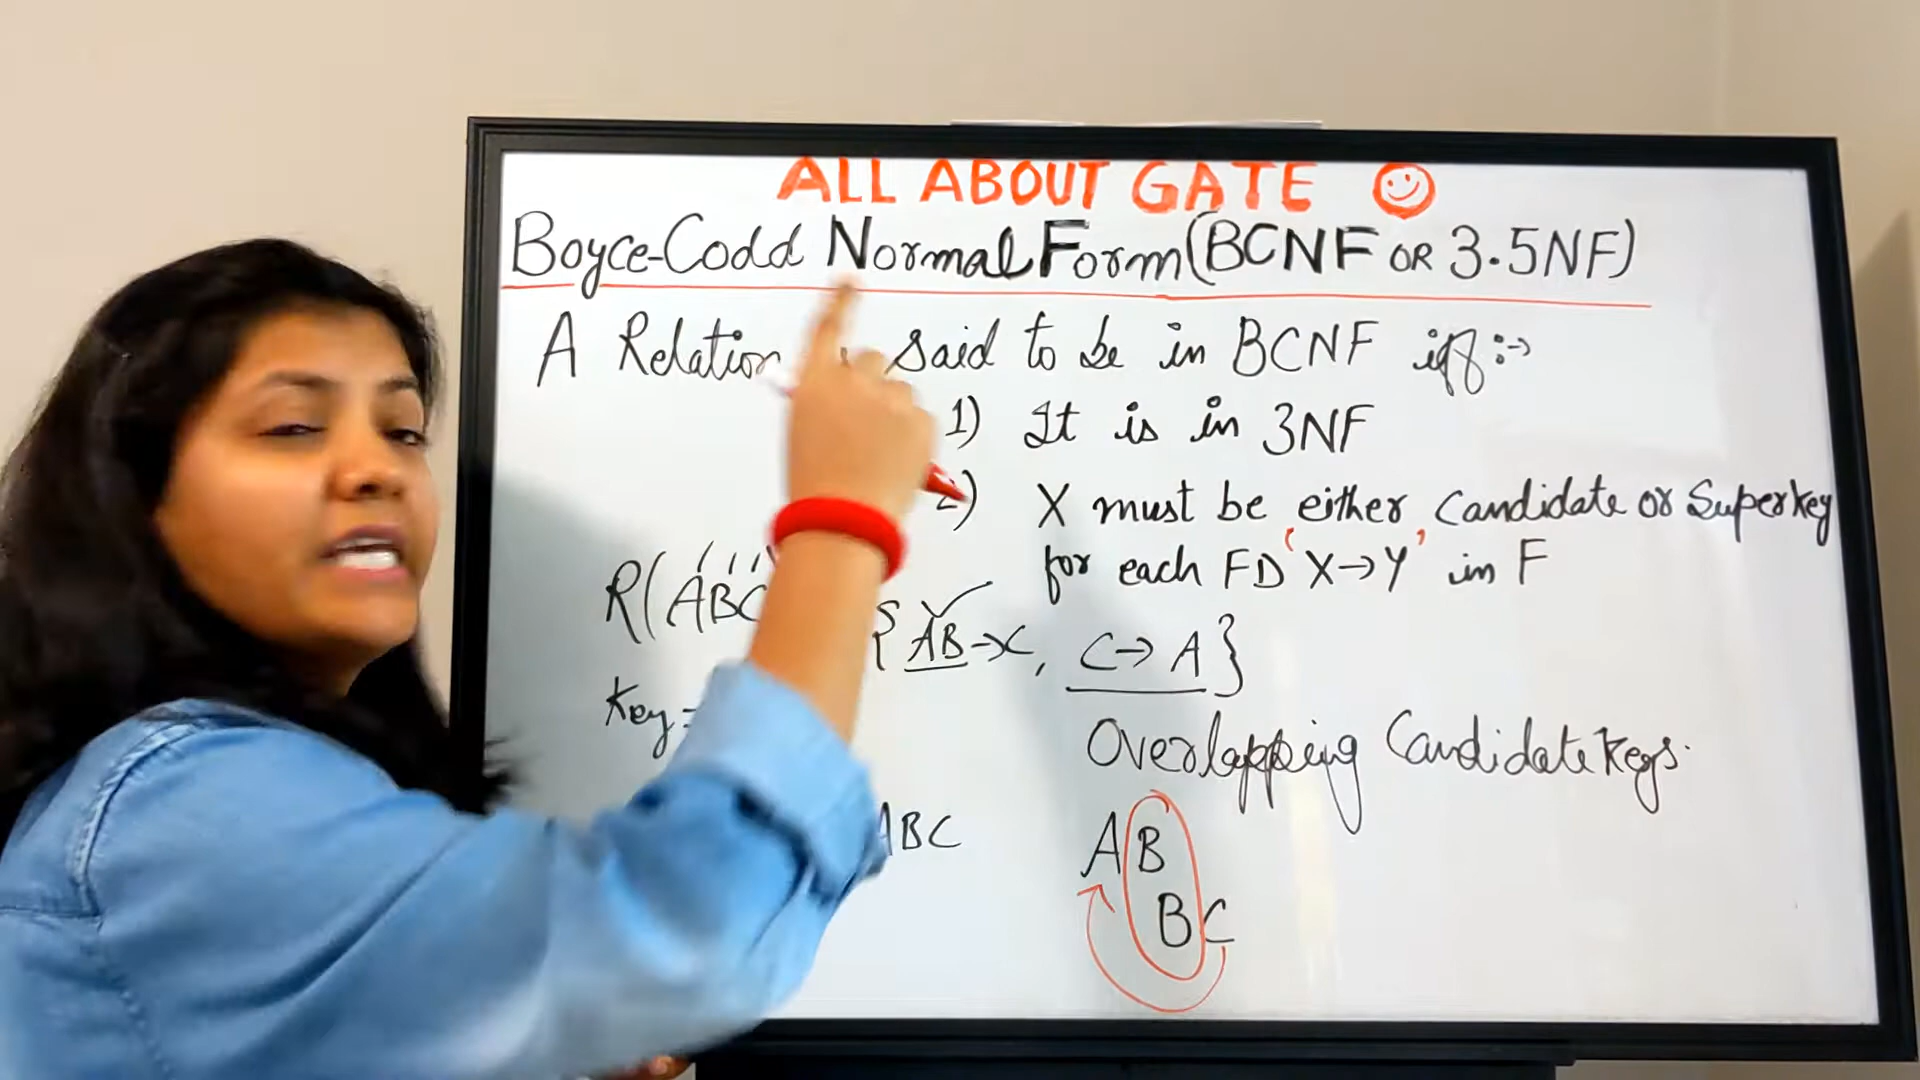 ALL ABOUT GATE
Boyce-Codd Normal Form (BCNF OR 3.5NF)
A Relation said to be in BCNF iff :→
1) It is in 3NF
2) X must be either Candidate or Superkey
for each FD 'X→Y' in F
R(ABC { AB→C, C→A }
Key =
Overlapping Candidate Keys.
ABC
AB
BC